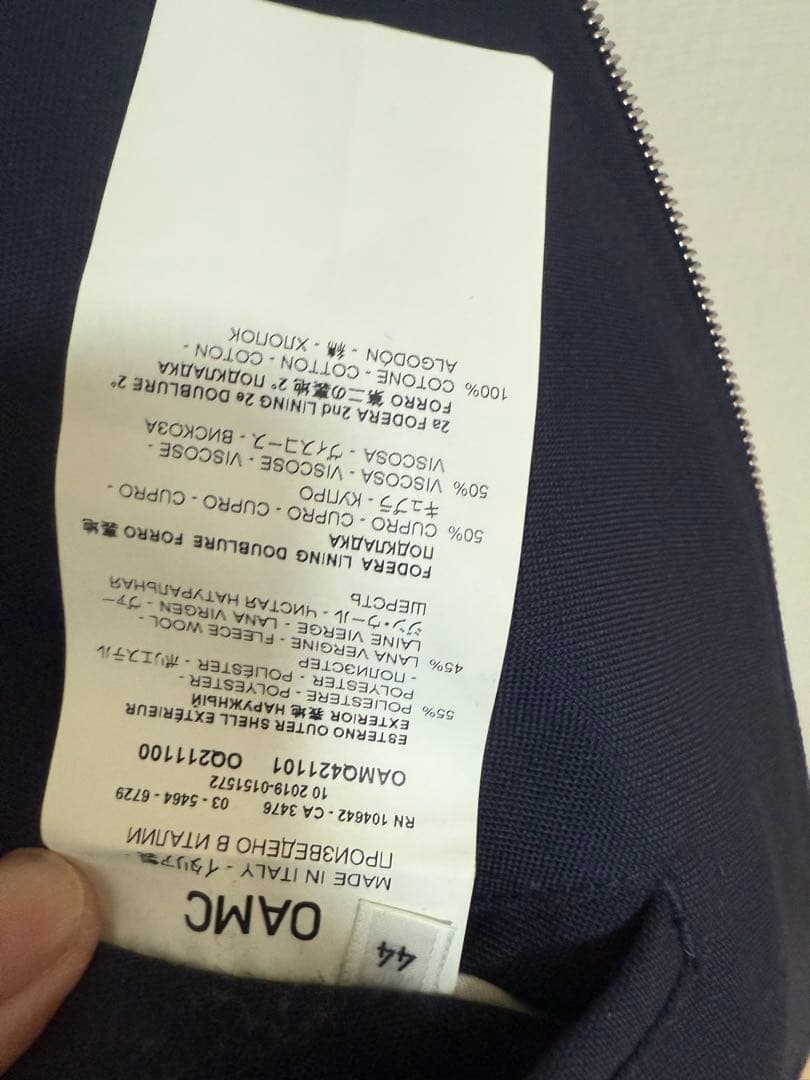 44
OAMC
MADE IN ITALY - イタリア製 -
ПРОИЗВЕДЕНО В ИТАЛИИ
RN 104642 - CA 3476 03 - 5464 - 6729
10 2019-0151572
OAMQ421101 OQ211100
ESTERNO OUTER SHELL EXTÉRIEUR
EXTERIOR 表地 НАРУЖНЫЙ
55% POLIESTERE - POLYESTER -
POLYESTER - POLIÉSTER - ポリエステル
- ПОЛИЭСТЕР
45% LANA VERGINE - FLEECE WOOL -
LAINE VIERGE - LANA VIRGEN - ヴァー
ジン・ウール - ЧИСТАЯ НАТУРАЛЬНАЯ
ШЕРСТЬ
FODERA LINING DOUBLURE FORRO 裏地
ПОДКЛАДКА
50% CUPRO - CUPRO - CUPRO - CUPRO -
キュプラ - КУПРО
50% VISCOSA - VISCOSE - VISCOSE -
VISCOSA - ヴィスコース - ВИСКОЗА
2a FODERA 2nd LINING 2e DOUBLURE 2°
FORRO 第二の裏地 2° ПОДКЛАДКА
100% COTONE - COTTON - COTON -
ALGODÓN - 綿 - ХЛОПОК